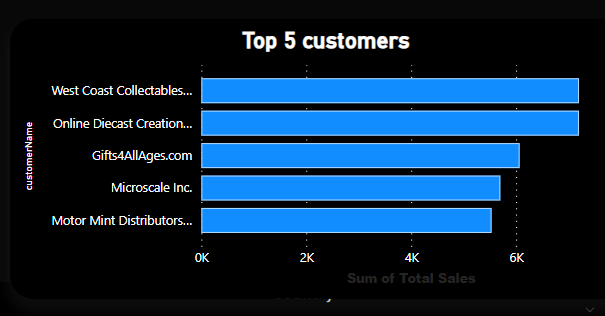 Top 5 customers
customerName
West Coast Collectables...
Online Diecast Creation...
Gifts4AllAges.com
Microscale Inc.
Motor Mint Distributors...
0K 2K 4K 6K
Sum of Total Sales